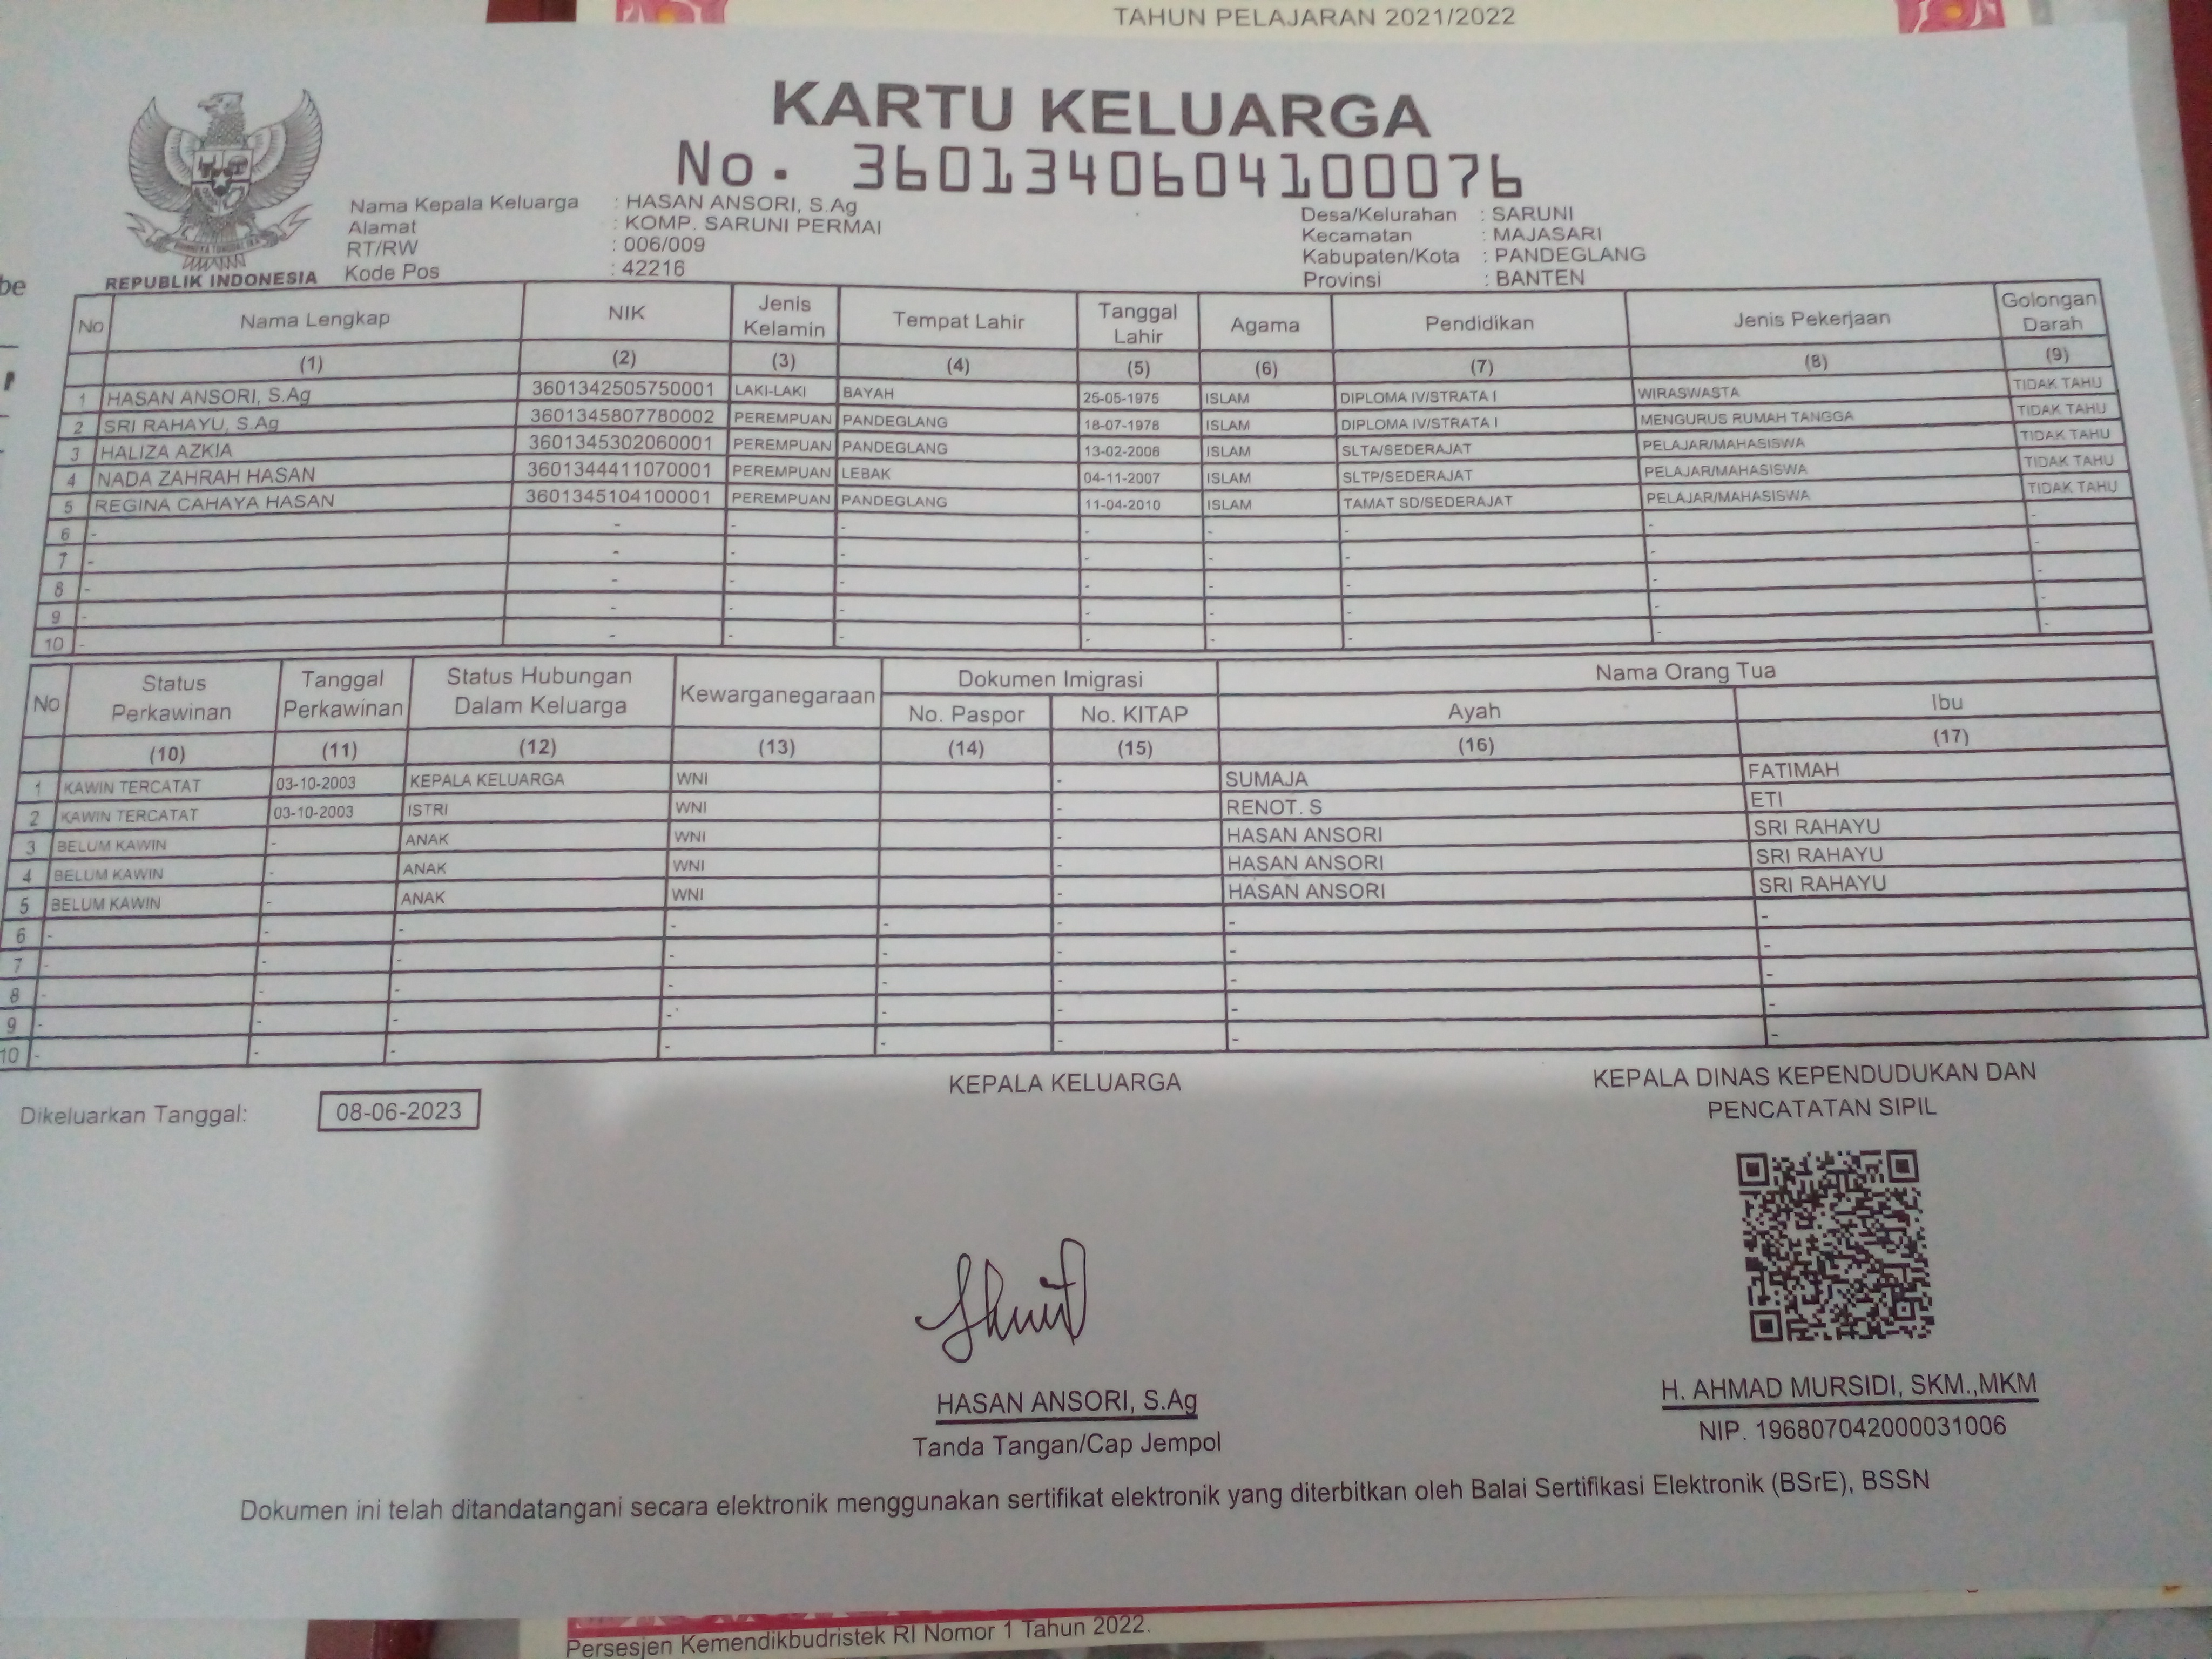 TAHUN PELAJARAN 2021/2022
be
KARTU KELUARGA
No. 3601340604100076
REPUBLIK INDONESIA
Nama Kepala Keluarga : HASAN ANSORI, S.Ag
Alamat : KOMP. SARUNI PERMAI
RT/RW : 006/009
Kode Pos : 42216
Desa/Kelurahan : SARUNI
Kecamatan : MAJASARI
Kabupaten/Kota : PANDEGLANG
Provinsi : BANTEN
No Nama Lengkap NIK Jenis Kelamin Tempat Lahir Tanggal Lahir Agama Pendidikan Jenis Pekerjaan Golongan Darah
(1) (2) (3) (4) (5) (6) (7) (8) (9)
1 HASAN ANSORI, S.Ag 3601342505750001 LAKI-LAKI BAYAH 25-05-1975 ISLAM DIPLOMA IV/STRATA I WIRASWASTA TIDAK TAHU
2 SRI RAHAYU, S.Ag 3601345807780002 PEREMPUAN PANDEGLANG 18-07-1978 ISLAM DIPLOMA IV/STRATA I MENGURUS RUMAH TANGGA TIDAK TAHU
3 HALIZA AZKIA 3601345302060001 PEREMPUAN PANDEGLANG 13-02-2006 ISLAM SLTA/SEDERAJAT PELAJAR/MAHASISWA TIDAK TAHU
4 NADA ZAHRAH HASAN 3601344411070001 PEREMPUAN LEBAK 04-11-2007 ISLAM SLTP/SEDERAJAT PELAJAR/MAHASISWA TIDAK TAHU
5 REGINA CAHAYA HASAN 3601345104100001 PEREMPUAN PANDEGLANG 11-04-2010 ISLAM TAMAT SD/SEDERAJAT PELAJAR/MAHASISWA TIDAK TAHU
6 - - - - - - - - -
7 - - - - - - - - -
8 - - - - - - - - -
9 - - - - - - - - -
10 - - - - - - - - -
No Status Perkawinan Tanggal Perkawinan Status Hubungan Dalam Keluarga Kewarganegaraan Dokumen Imigrasi Nama Orang Tua
No. Paspor No. KITAP Ayah Ibu
(10) (11) (12) (13) (14) (15) (16) (17)
1 KAWIN TERCATAT 03-10-2003 KEPALA KELUARGA WNI - SUMAJA FATIMAH
2 KAWIN TERCATAT 03-10-2003 ISTRI WNI - RENOT. S ETI
3 BELUM KAWIN - ANAK WNI - HASAN ANSORI SRI RAHAYU
4 BELUM KAWIN - ANAK WNI - HASAN ANSORI SRI RAHAYU
5 BELUM KAWIN - ANAK WNI - HASAN ANSORI SRI RAHAYU
6 - - - - - - - -
7 - - - - - - - -
8 - - - - - - - -
9 - - - - - - - -
10 - - - - - - - -
Dikeluarkan Tanggal: 08-06-2023
KEPALA KELUARGA
HASAN ANSORI, S.Ag
Tanda Tangan/Cap Jempol
KEPALA DINAS KEPENDUDUKAN DAN
PENCATATAN SIPIL
H. AHMAD MURSIDI, SKM.,MKM
NIP. 196807042000031006
Dokumen ini telah ditandatangani secara elektronik menggunakan sertifikat elektronik yang diterbitkan oleh Balai Sertifikasi Elektronik (BSrE), BSSN
Persesjen Kemendikbudristek RI Nomor 1 Tahun 2022.